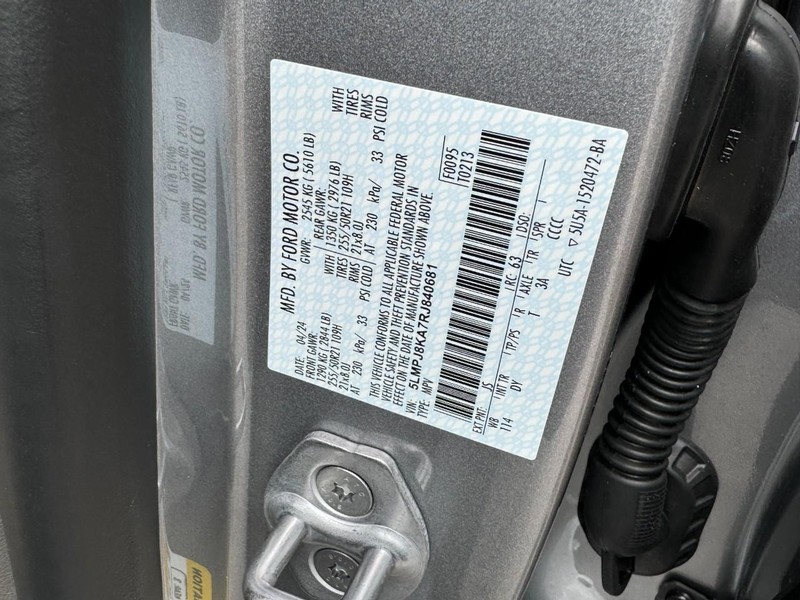 MFD. BY FORD MOTOR CO.
04/24 GVWR: 2545 KG ( 5610 LB)
FRONT GAWR: REAR GAWR: WITH
1290 KG ( 2844 LB) WITH 1350 KG ( 2976 LB) TIRES
255/50R21 109H TIRES 255/50R21 109H RIMS
21x8.0J RIMS 21x8.0J
AT 230 kPa/ 33 PSI COLD AT 230 kPa/ 33 PSI COLD
THIS VEHICLE CONFORMS TO ALL APPLICABLE FEDERAL MOTOR
VEHICLE SAFETY AND THEFT PREVENTION STANDARDS IN
EFFECT ON THE DATE OF MANUFACTURE SHOWN ABOVE.
VIN: 5LMPJ8KA7RJ840681
TYPE: MPV
F0095
T0213
EXT PNT: JS RC: 63 DSO:
WB INT TR TP/PS R AXLE TR SPR
114 DY T 3A CCCC
UTC ▽ 5U5A-1520472-BA
HZ08